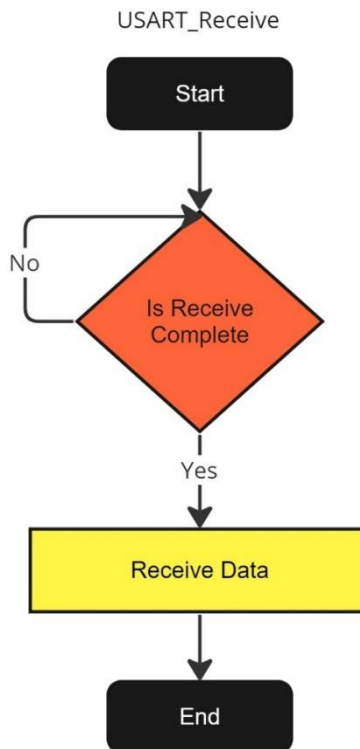 USART_Receive
Start
No
Is Receive
Complete
Yes
Receive Data
End